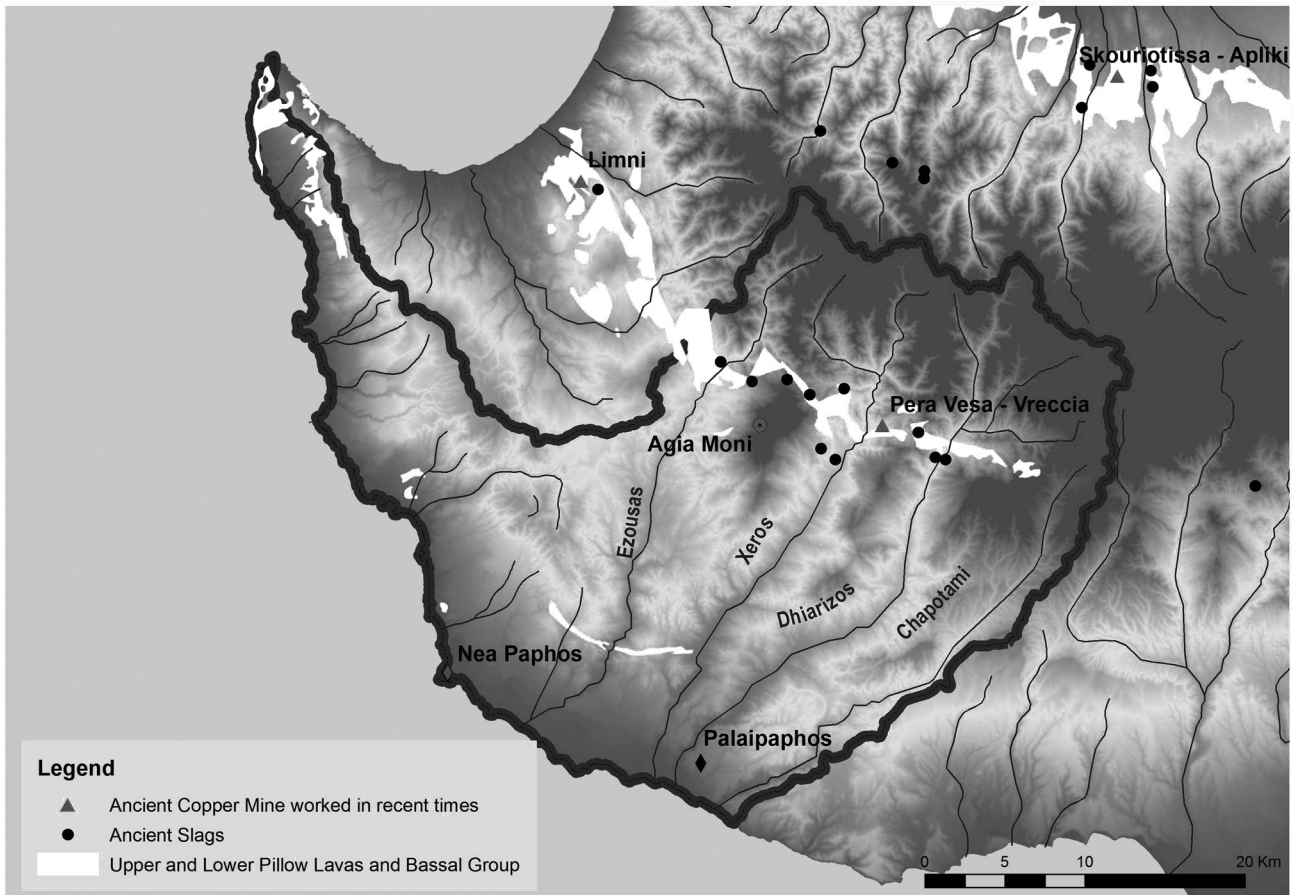 Skouriotissa - Apliki
Limni
Pera Vesa - Vreccia
Agia Moni
Ezousas
Xeros
Dhiarizos
Chapotami
Nea Paphos
Palaipaphos
Legend
Ancient Copper Mine worked in recent times
Ancient Slags
Upper and Lower Pillow Lavas and Bassal Group
0 5 10 20 Km